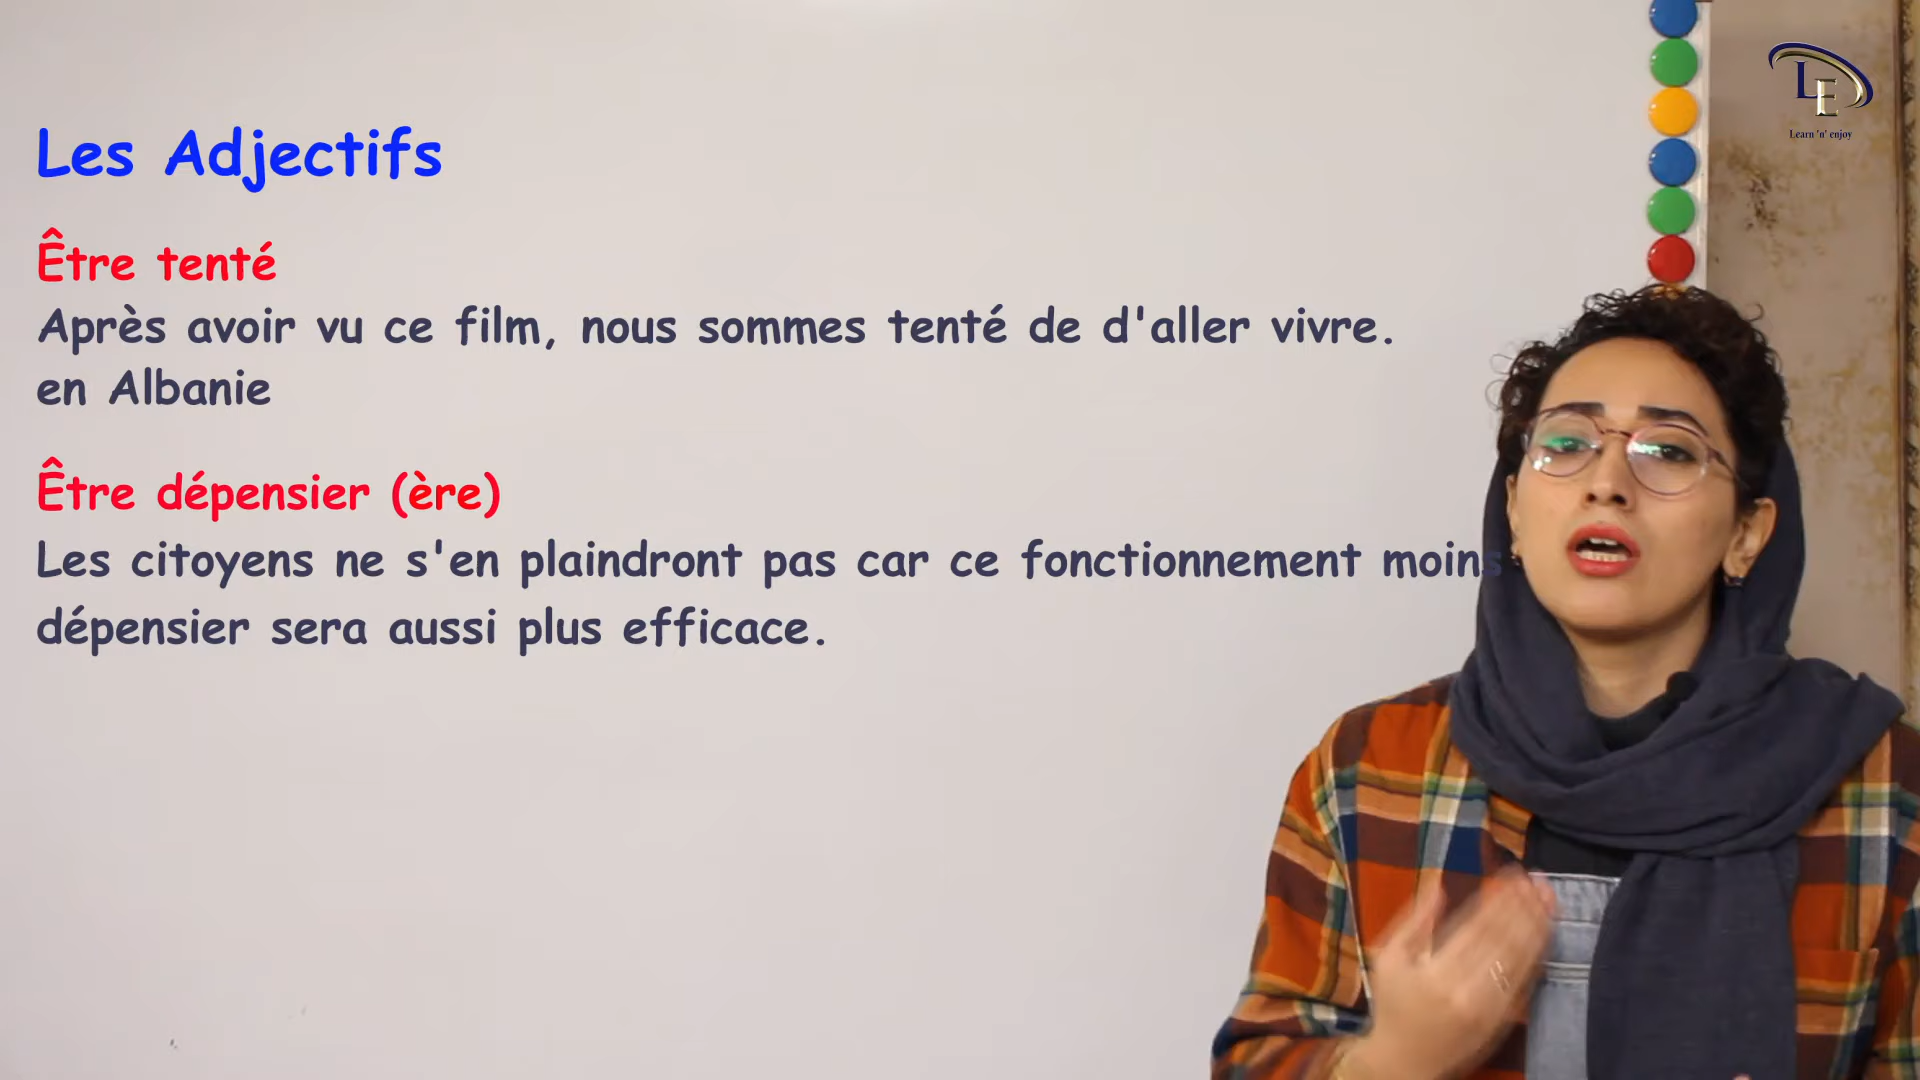 Les Adjectifs
Être tenté
Après avoir vu ce film, nous sommes tenté de d'aller vivre.
en Albanie
Être dépensier (ère)
Les citoyens ne s'en plaindront pas car ce fonctionnement moins
dépensier sera aussi plus efficace.
LE
Learn 'n' enjoy